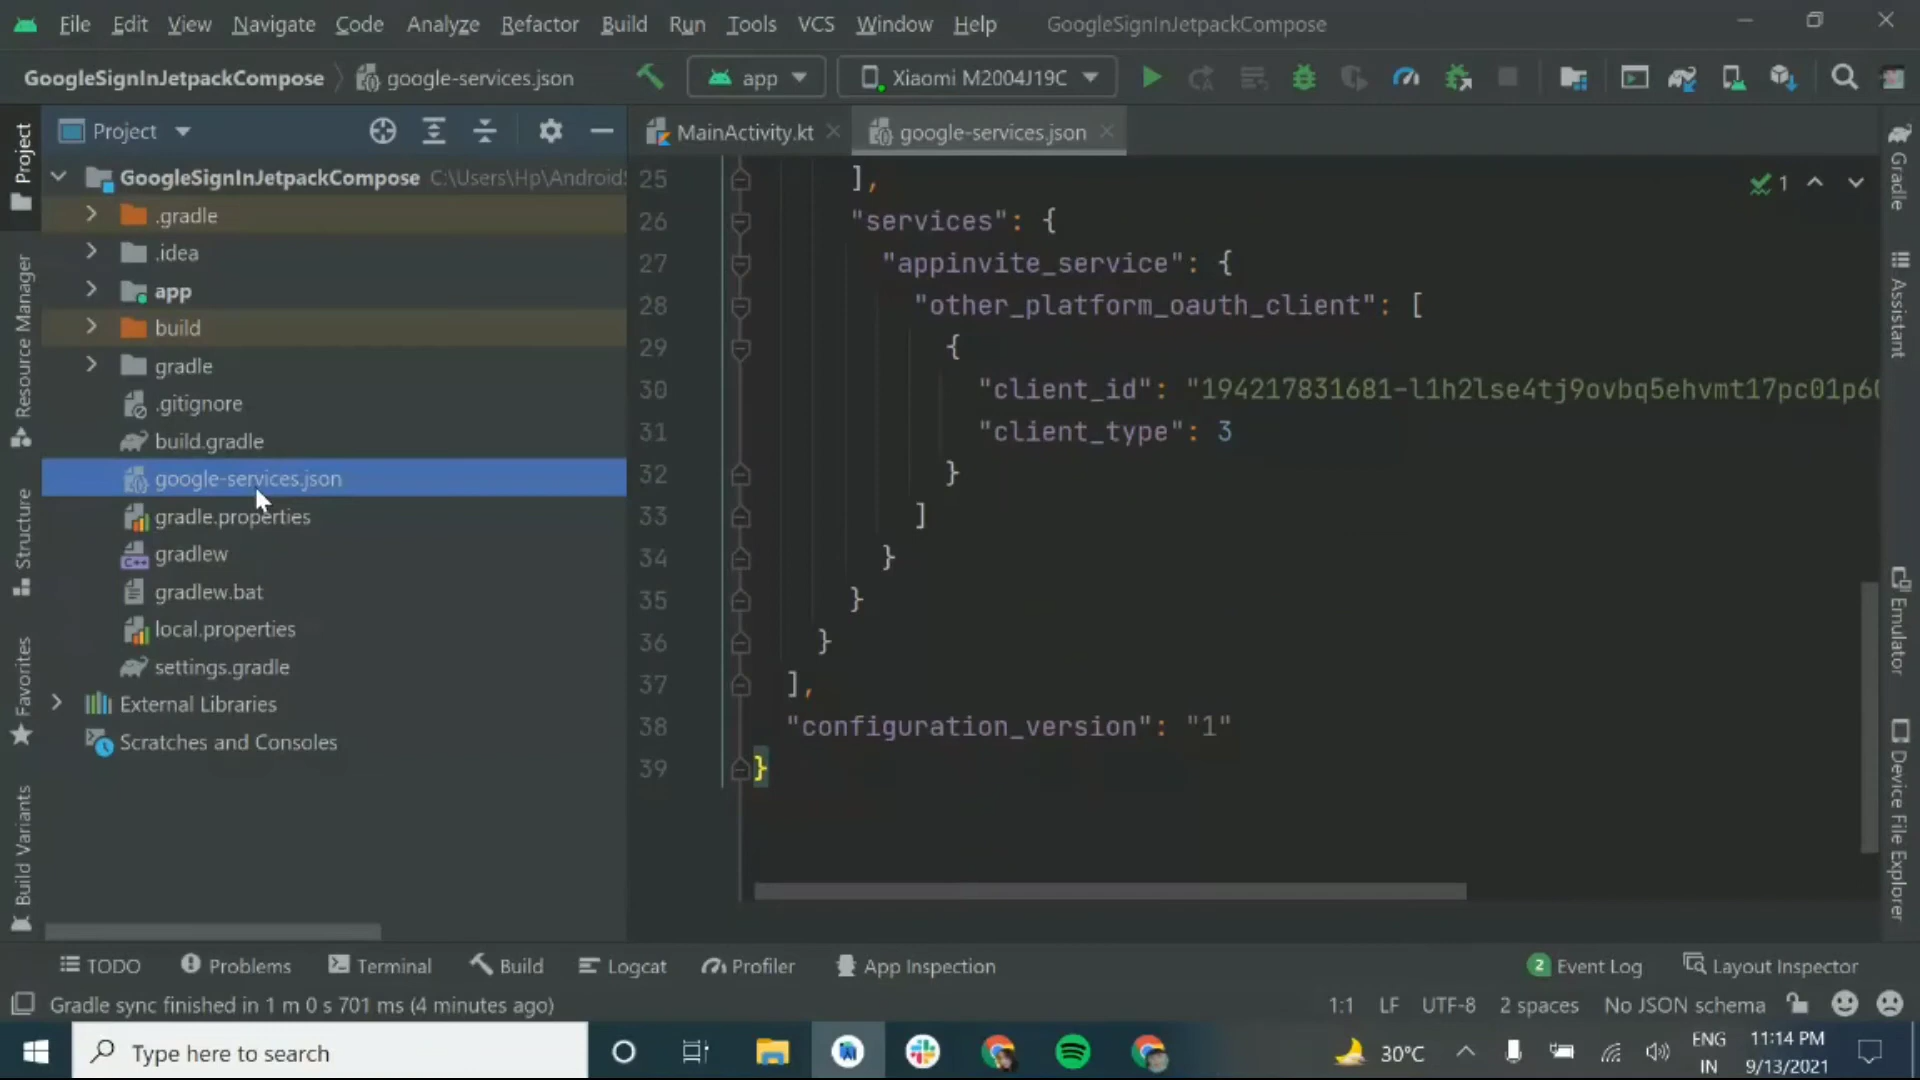 File Edit View Navigate Code Analyze Refactor Build Run Tools VCS Window Help GoogleSignInJetpackCompose
GoogleSignInJetpackCompose google-services.json app Xiaomi M2004J19C
Project
MainActivity.kt google-services.json
GoogleSignInJetpackCompose C:\Users\Hp\Android
.gradle
.idea
app
build
gradle
.gitignore
build.gradle
google-services.json
gradle.properties
gradlew
gradlew.bat
local.properties
settings.gradle
External Libraries
Scratches and Consoles
25 ],
26 "services": {
27 "appinvite_service": {
28 "other_platform_oauth_client": [
29 {
30 "client_id": "194217831681-l1h2lse4tj9ovbq5ehvmt17pc01p6
31 "client_type": 3
32 }
33 ]
34 }
35 }
36 }
37 ],
38 "configuration_version": "1"
39 }
1
Project
Resource Manager
Structure
Favorites
Build Variants
Gradle
Assistant
Emulator
Device File Explorer
TODO Problems Terminal Build Logcat Profiler App Inspection 2 Event Log Layout Inspector
Gradle sync finished in 1 m 0 s 701 ms (4 minutes ago) 1:1 LF UTF-8 2 spaces No JSON schema
Type here to search 30°C ENG IN 11:14 PM 9/13/2021